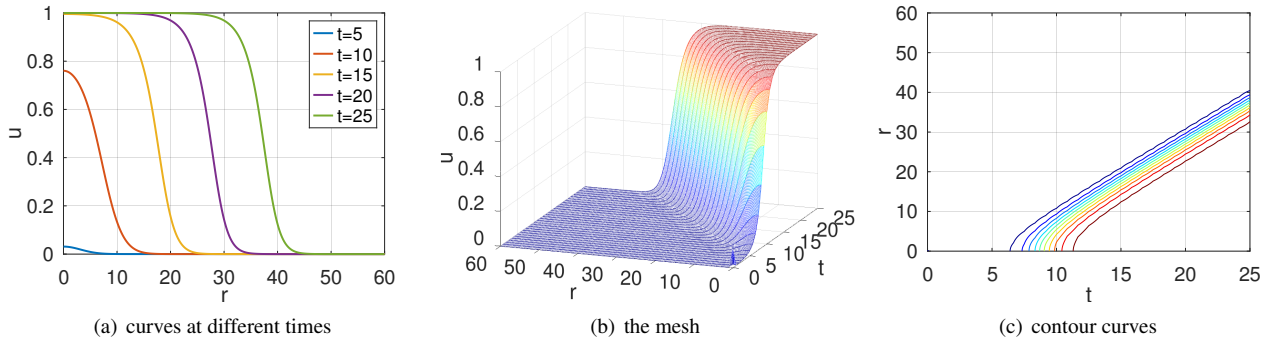 1
0.8
0.6
0.4
0.2
0
u
0 10 20 30 40 50 60
r
t=5
t=10
t=15
t=20
t=25
(a) curves at different times
1
0.8
0.6
0.4
0.2
0
u
60 50 40 30 20 10 0
r
0 5 10 15 20 25
t
(b) the mesh
60
50
40
30
20
10
0
r
0 5 10 15 20 25
t
(c) contour curves